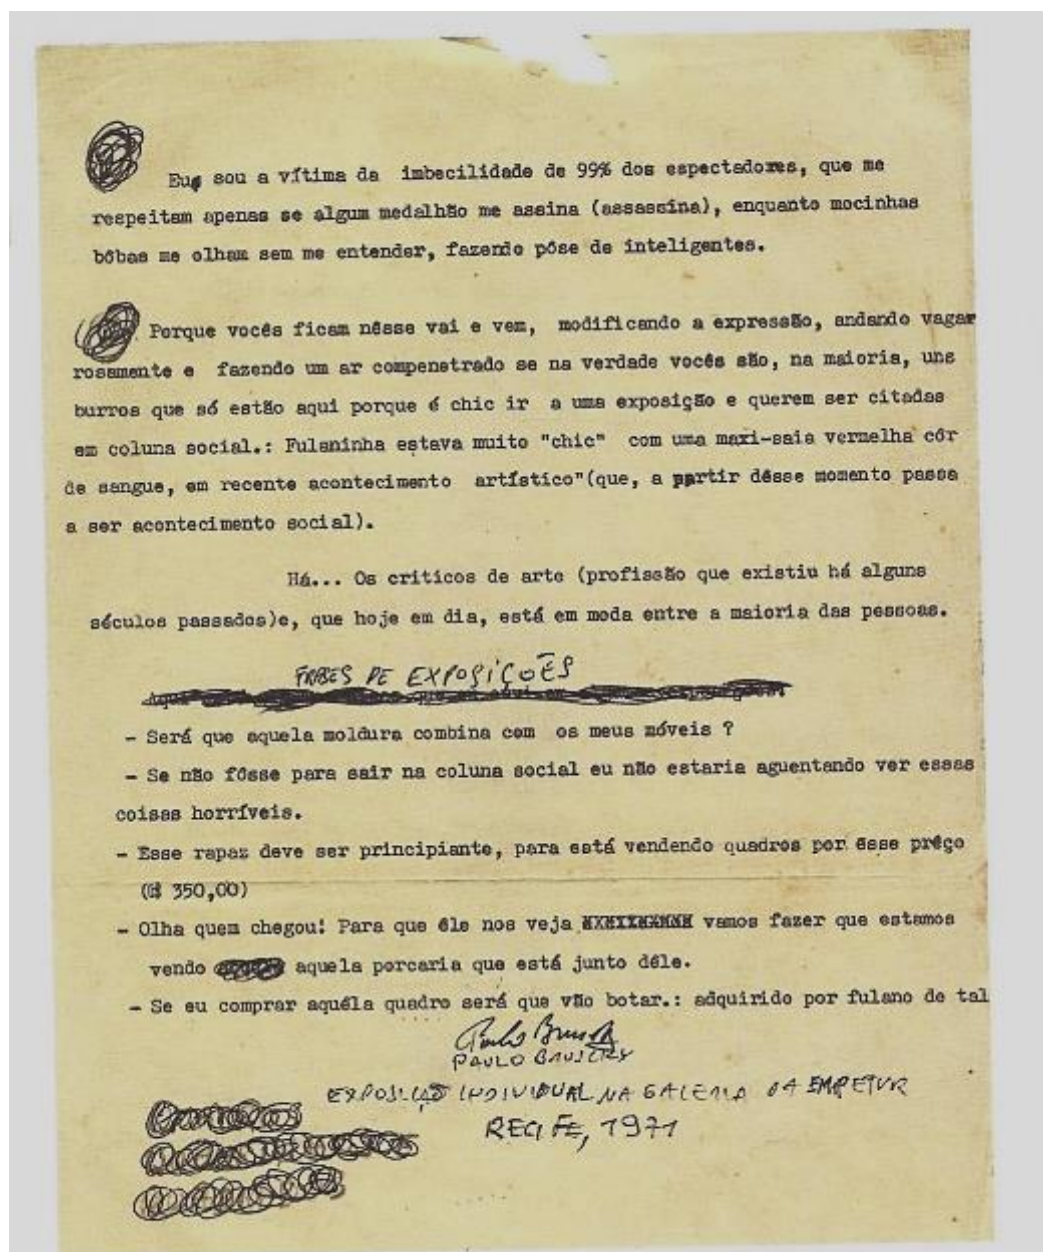 Eu, sou a vítima da imbecilidade de 99% dos espectadores, que me
respeitam apenas se algum medalhão me assina (assassina), enquanto mocinhas
bôbas me olham sem me entender, fazendo pôse de inteligentes.
Porque vocês ficam nêsse vai e vem, modificando a expressão, andando vagar
rosamente e fazendo um ar compenetrado se na verdade vocês são, na maioria, uns
burros que só estão aqui porque é chic ir a uma exposição e querem ser citadas
em coluna social.: Fulaninha estava muito "chic" com uma maxi-saia vermelha côr
de sangue, em recente acontecimento artístico"(que, a partir dêsse momento passa
a ser acontecimento social).
Há... Os criticos de arte (profissão que existiu há alguns
séculos passados)e, que hoje em dia, está em moda entre a maioria das pessoas.
FRASES DE EXPOSIÇÕES
- Será que aquela moldura combina com os meus móveis ?
- Se não fôsse para sair na coluna social eu não estaria aguentando ver essas
coisas horríveis.
- Esse rapaz deve ser principiante, para está vendendo quadros por êsse prêço
(₢$ 350,00)
- Olha quem chegou! Para que êle nos veja vamos fazer que estamos
vendo aquela porcaria que está junto dêle.
- Se eu comprar aquéla quadro será que vão botar.: adquirido por fulano de tal
Paulo Bruscky
PAULO BRUSCKY
EXPOSIÇÃO INDIVIDUAL NA GALERIA DA EMPETUR
RECIFE, 1971